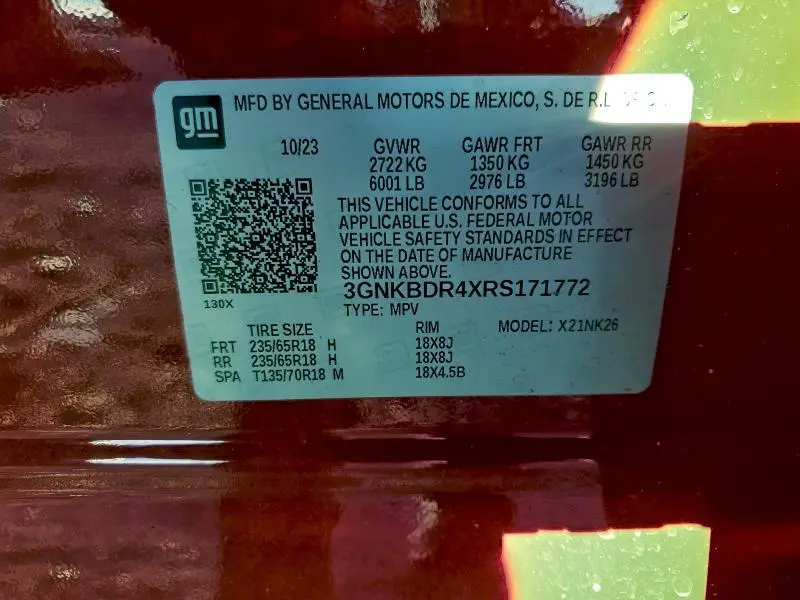 gm
MFD BY GENERAL MOTORS DE MEXICO, S. DE R.L. DE C.
10/23
GVWR GAWR FRT GAWR RR
2722 KG 1350 KG 1450 KG
6001 LB 2976 LB 3196 LB
THIS VEHICLE CONFORMS TO ALL
APPLICABLE U.S. FEDERAL MOTOR
VEHICLE SAFETY STANDARDS IN EFFECT
ON THE DATE OF MANUFACTURE
SHOWN ABOVE.
3GNKBDR4XRS171772
130X
TYPE: MPV
TIRE SIZE RIM MODEL: X21NK26
FRT 235/65R18 H 18X8J
RR 235/65R18 H 18X8J
SPA T135/70R18 M 18X4.5B